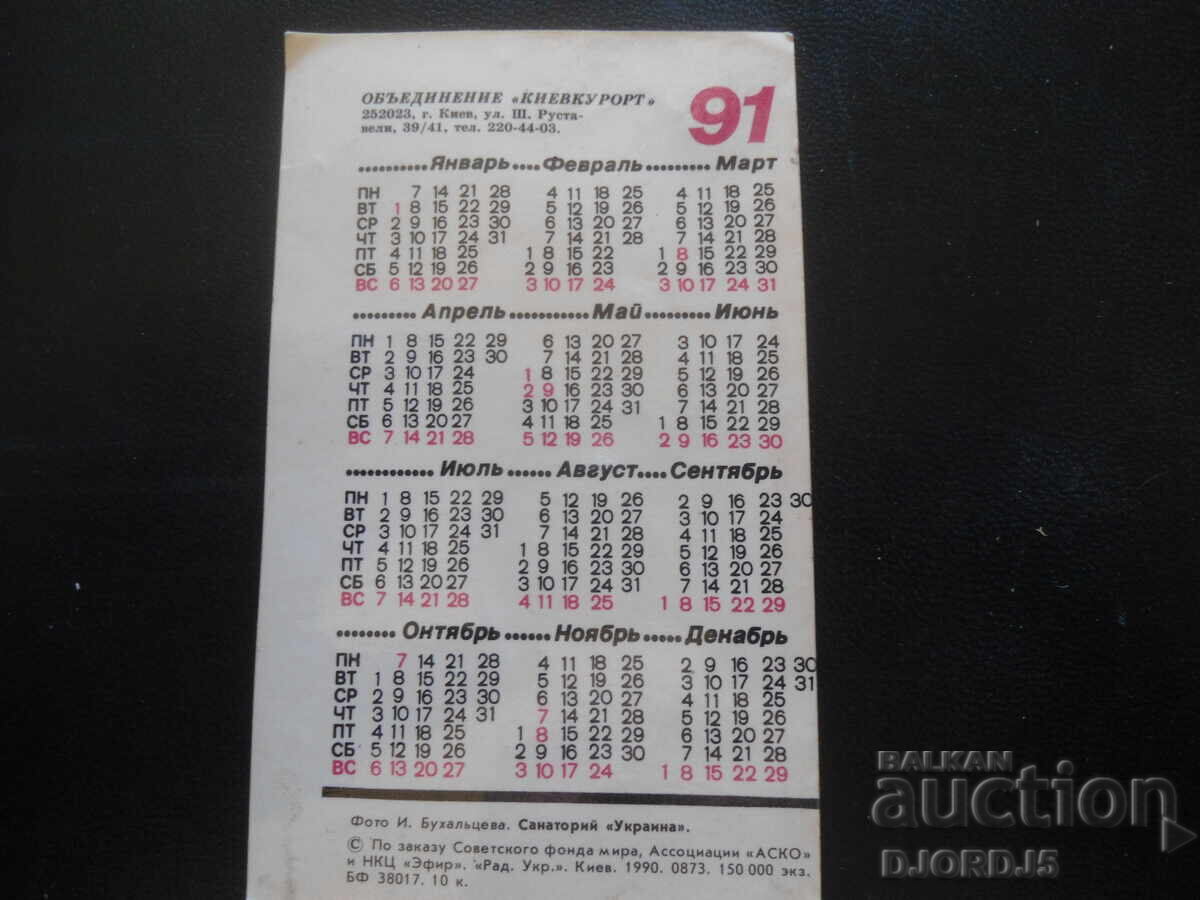 ОБЪЕДИНЕНИЕ «КИЕВКУРОРТ»
252023, г. Киев, ул. Ш. Руста-
вели, 39/41, тел. 220-44-03.
91
Январь Февраль Март
ПН 7 14 21 28 4 11 18 25 4 11 18 25
ВТ 1 8 15 22 29 5 12 19 26 5 12 19 26
СР 2 9 16 23 30 6 13 20 27 6 13 20 27
ЧТ 3 10 17 24 31 7 14 21 28 7 14 21 28
ПТ 4 11 18 25 1 8 15 22 1 8 15 22 29
СБ 5 12 19 26 2 9 16 23 2 9 16 23 30
ВС 6 13 20 27 3 10 17 24 3 10 17 24 31
Апрель Май Июнь
ПН 1 8 15 22 29 6 13 20 27 3 10 17 24
ВТ 2 9 16 23 30 7 14 21 28 4 11 18 25
СР 3 10 17 24 1 8 15 22 29 5 12 19 26
ЧТ 4 11 18 25 2 9 16 23 30 6 13 20 27
ПТ 5 12 19 26 3 10 17 24 31 7 14 21 28
СБ 6 13 20 27 4 11 18 25 1 8 15 22 29
ВС 7 14 21 28 5 12 19 26 2 9 16 23 30
Июль Август Сентябрь
ПН 1 8 15 22 29 5 12 19 26 2 9 16 23 30
ВТ 2 9 16 23 30 6 13 20 27 3 10 17 24
СР 3 10 17 24 31 7 14 21 28 4 11 18 25
ЧТ 4 11 18 25 1 8 15 22 29 5 12 19 26
ПТ 5 12 19 26 2 9 16 23 30 6 13 20 27
СБ 6 13 20 27 3 10 17 24 31 7 14 21 28
ВС 7 14 21 28 4 11 18 25 1 8 15 22 29
Онтябрь Ноябрь Декабрь
ПН 7 14 21 28 4 11 18 25 2 9 16 23 30
ВТ 1 8 15 22 29 5 12 19 26 3 10 17 24 31
СР 2 9 16 23 30 6 13 20 27 4 11 18 25
ЧТ 3 10 17 24 31 7 14 21 28 5 12 19 26
ПТ 4 11 18 25 1 8 15 22 29 6 13 20 27
СБ 5 12 19 26 2 9 16 23 30 7 14 21 28
ВС 6 13 20 27 3 10 17 24 1 8 15 22 29
Фото И. Бухальцева. Санаторий «Украина».
© По заказу Советского фонда мира, Ассоциации «АСКО»
и НКЦ «Эфир». «Рад. Укр.». Киев. 1990. 0873. 150 000 экз.
БФ 38017. 10 к.
BALKAN
auction
DJORDJ5